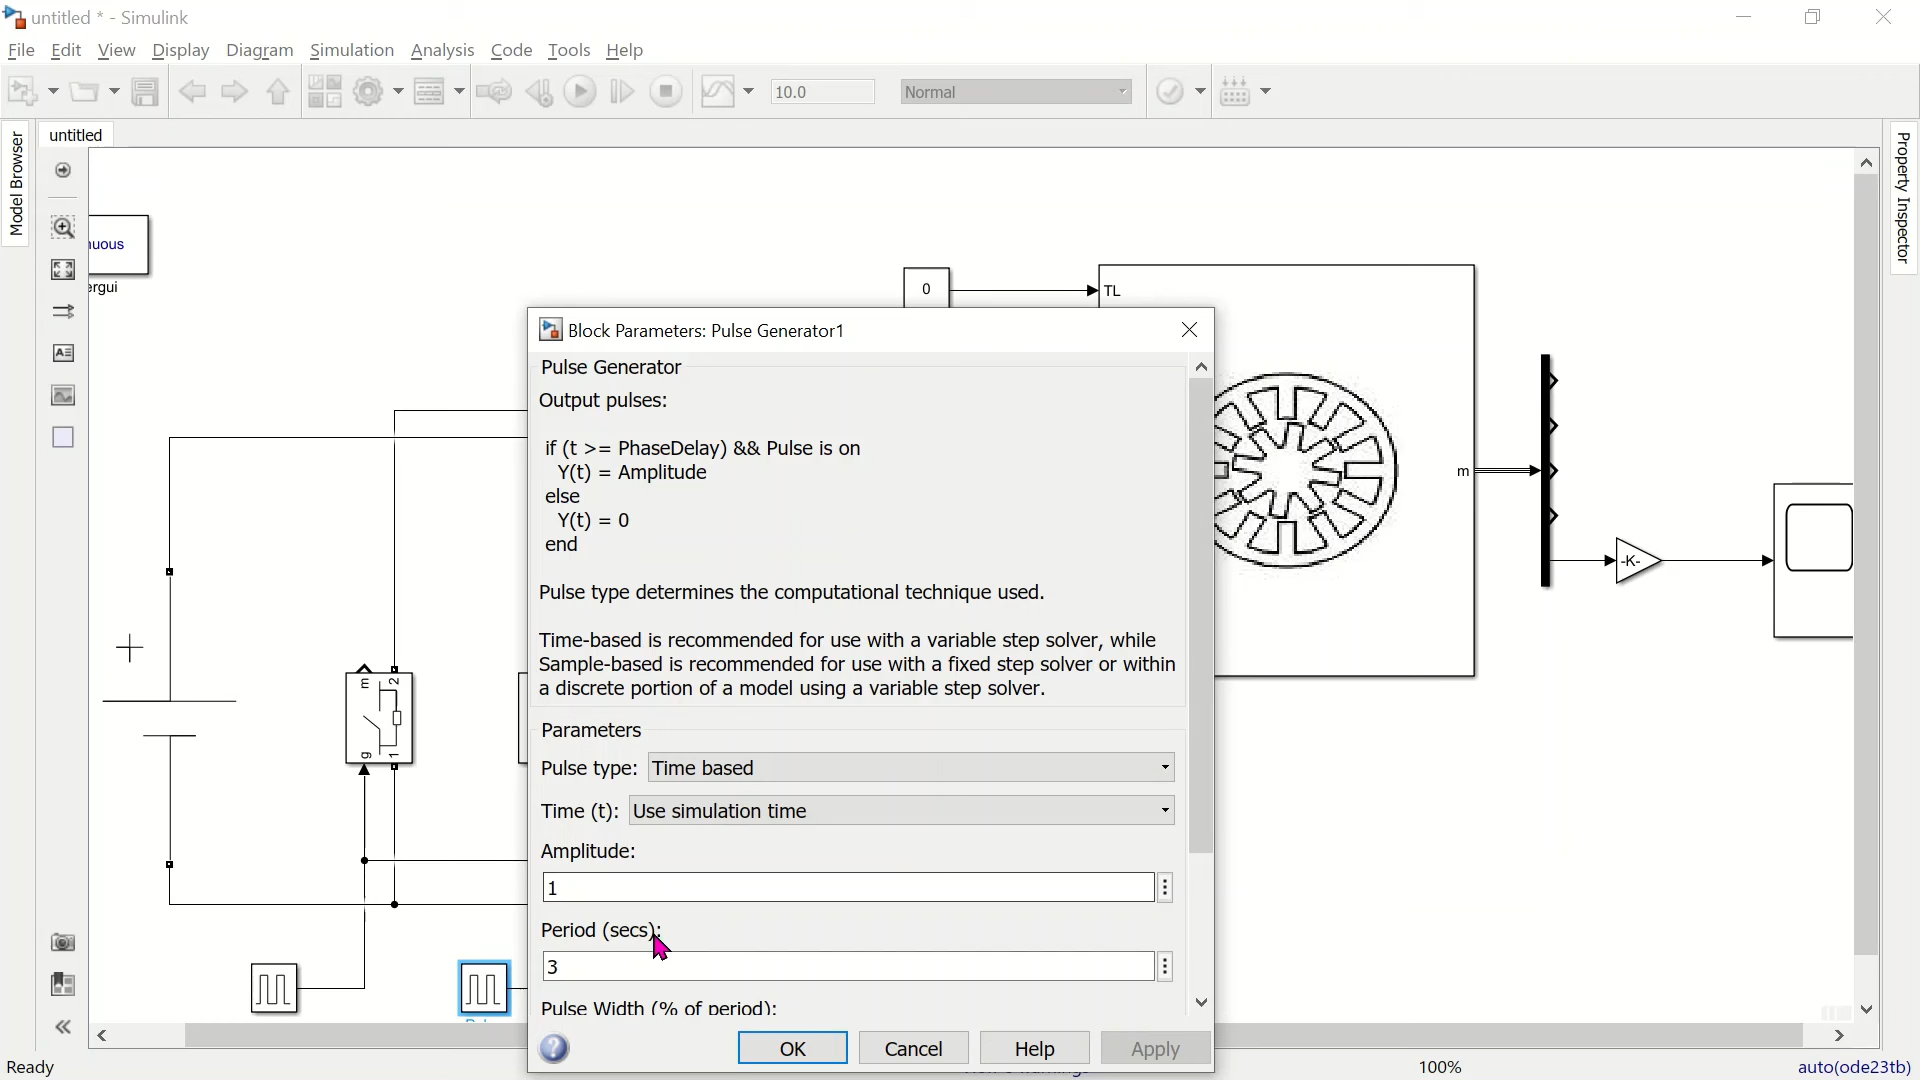 untitled * - Simulink
File Edit View Display Diagram Simulation Analysis Code Tools Help
10.0
Normal
untitled
Model Browser
Property Inspector
nuous
ergui
0
TL
m
-K-
m
2
g
1
Block Parameters: Pulse Generator1
Pulse Generator
Output pulses:
if (t >= PhaseDelay) && Pulse is on
Y(t) = Amplitude
else
Y(t) = 0
end
Pulse type determines the computational technique used.
Time-based is recommended for use with a variable step solver, while
Sample-based is recommended for use with a fixed step solver or within
a discrete portion of a model using a variable step solver.
Parameters
Pulse type: Time based
Time (t): Use simulation time
Amplitude:
1
Period (secs):
3
Pulse Width (% of period):
OK Cancel Help Apply
Ready
100%
auto(ode23tb)